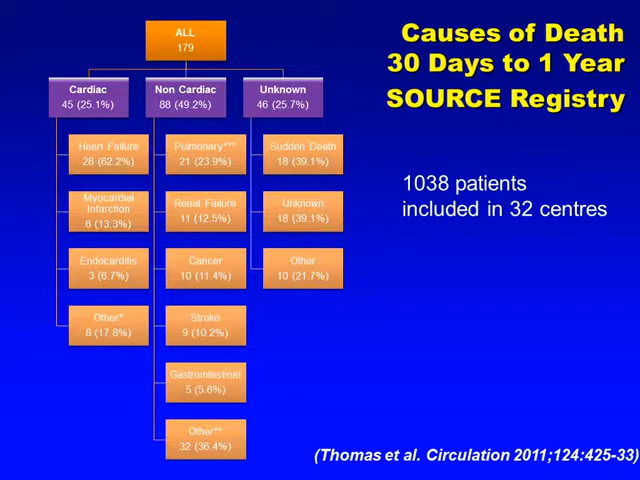 Causes of Death
30 Days to 1 Year
SOURCE Registry
ALL
179
Cardiac
45 (25.1%)
Non Cardiac
88 (49.2%)
Unknown
46 (25.7%)
Heart Failure
28 (62.2%)
Myocardial
Infarction
6 (13.3%)
Endocarditis
3 (6.7%)
Other*
8 (17.8%)
Pulmonary***
21 (23.9%)
Renal Failure
11 (12.5%)
Cancer
10 (11.4%)
Stroke
9 (10.2%)
Gastrointestinal
5 (5.6%)
Other**
32 (36.4%)
Sudden Death
18 (39.1%)
Unknown
18 (39.1%)
Other
10 (21.7%)
1038 patients
included in 32 centres
(Thomas et al. Circulation 2011;124:425-33)